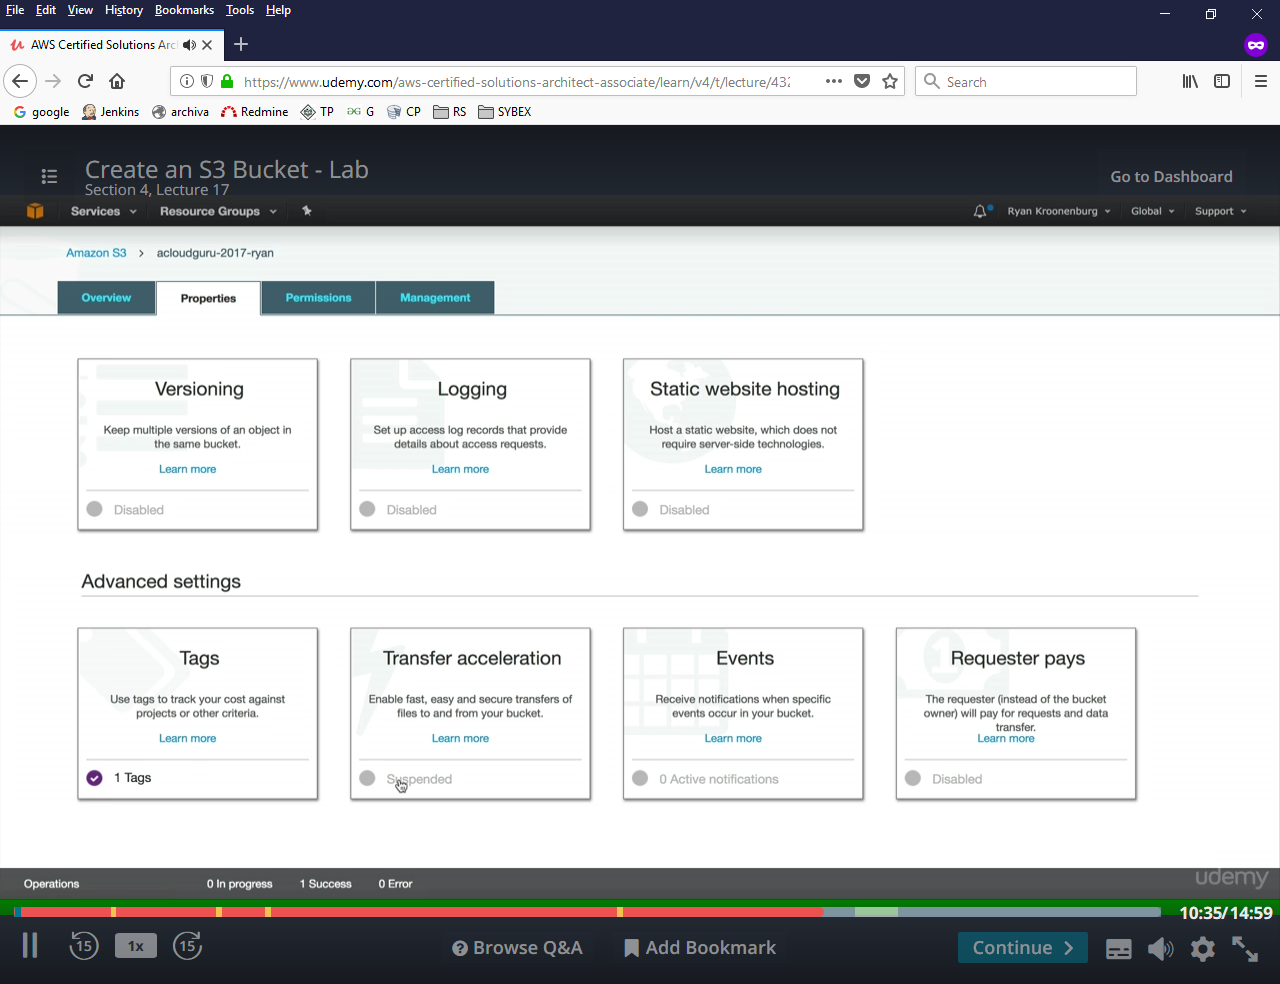 File Edit View History Bookmarks Tools Help
AWS Certified Solutions Arc
https://www.udemy.com/aws-certified-solutions-architect-associate/learn/v4/t/lecture/432
Search
google Jenkins archiva Redmine TP G CP RS SYBEX
Create an S3 Bucket - Lab
Section 4, Lecture 17
Go to Dashboard
Services Resource Groups Ryan Kroonenburg Global Support
Amazon S3 > acloudguru-2017-ryan
Overview Properties Permissions Management
Versioning
Keep multiple versions of an object in
the same bucket.
Learn more
Disabled
Logging
Set up access log records that provide
details about access requests.
Learn more
Disabled
Static website hosting
Host a static website, which does not
require server-side technologies.
Learn more
Disabled
Advanced settings
Tags
Use tags to track your cost against
projects or other criteria.
Learn more
1 Tags
Transfer acceleration
Enable fast, easy and secure transfers of
files to and from your bucket.
Learn more
Suspended
Events
Receive notifications when specific
events occur in your bucket.
Learn more
0 Active notifications
Requester pays
The requester (instead of the bucket
owner) will pay for requests and data
transfer.
Learn more
Disabled
Operations 0 In progress 1 Success 0 Error
udemy
10:35/14:59
15 1x 15 Browse Q&A Add Bookmark Continue